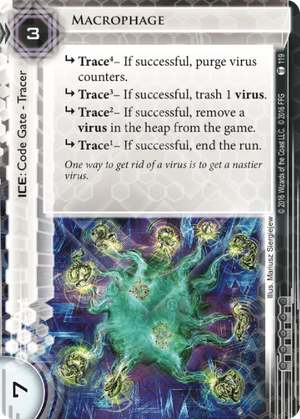 MACROPHAGE
3
Trace⁴– If successful, purge virus
counters.
Trace³– If successful, trash 1 virus.
Trace²– If successful, remove a
virus in the heap from the game.
Trace¹– If successful, end the run.
One way to get rid of a virus is to get a nastier
virus.
ICE: Code Gate - Tracer
119
© 2016 Wizards of the Coast LLC. © 2016 FFG
Illus. Mariusz Siergiejew
7